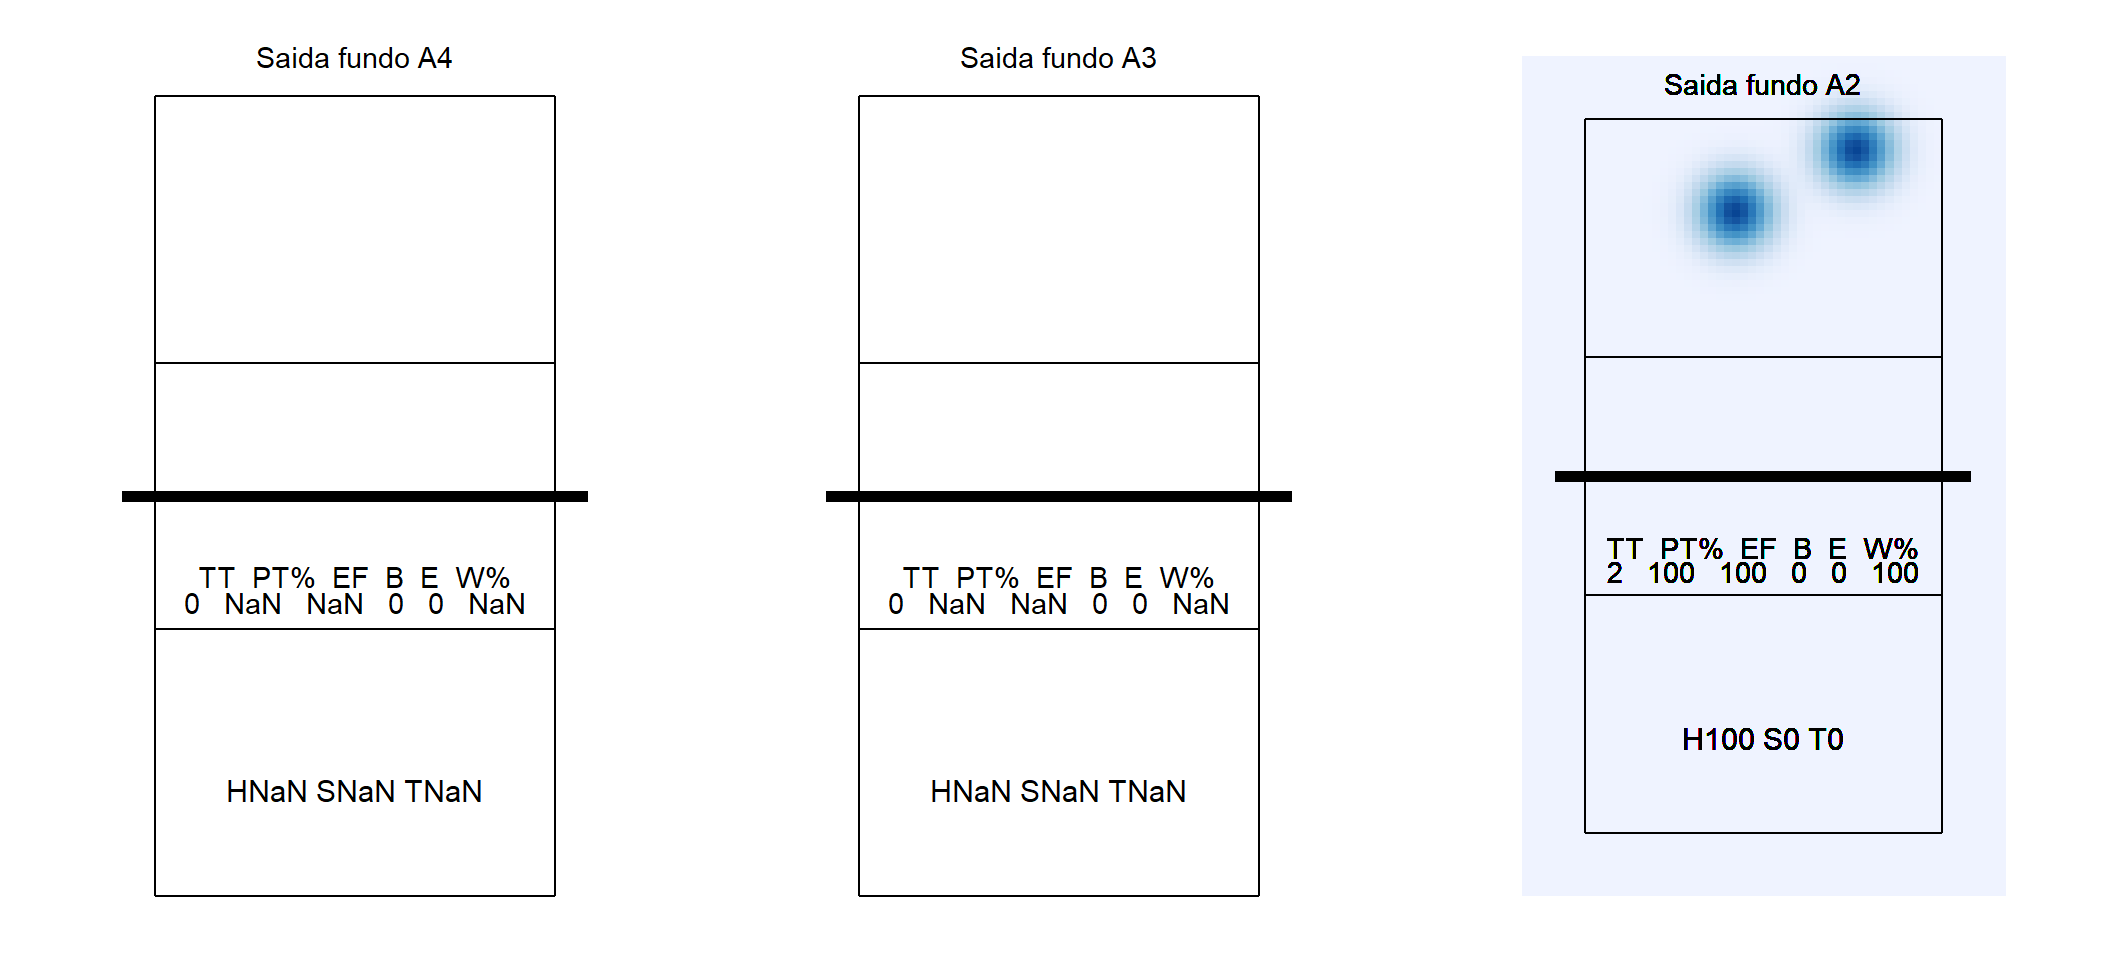 Saida fundo A4
TT PT% EF B E W%
0 NaN NaN 0 0 NaN
HNaN SNaN TNaN
Saida fundo A3
TT PT% EF B E W%
0 NaN NaN 0 0 NaN
HNaN SNaN TNaN
Saida fundo A2
TT PT% EF B E W%
2 100 100 0 0 100
H100 S0 T0